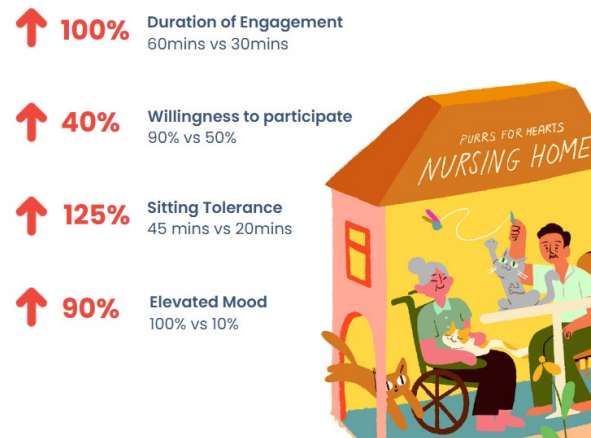 100% Duration of Engagement
60mins vs 30mins
40% Willingness to participate
90% vs 50%
125% Sitting Tolerance
45 mins vs 20mins
90% Elevated Mood
100% vs 10%
PURRS FOR HEARTS
NURSING HOME